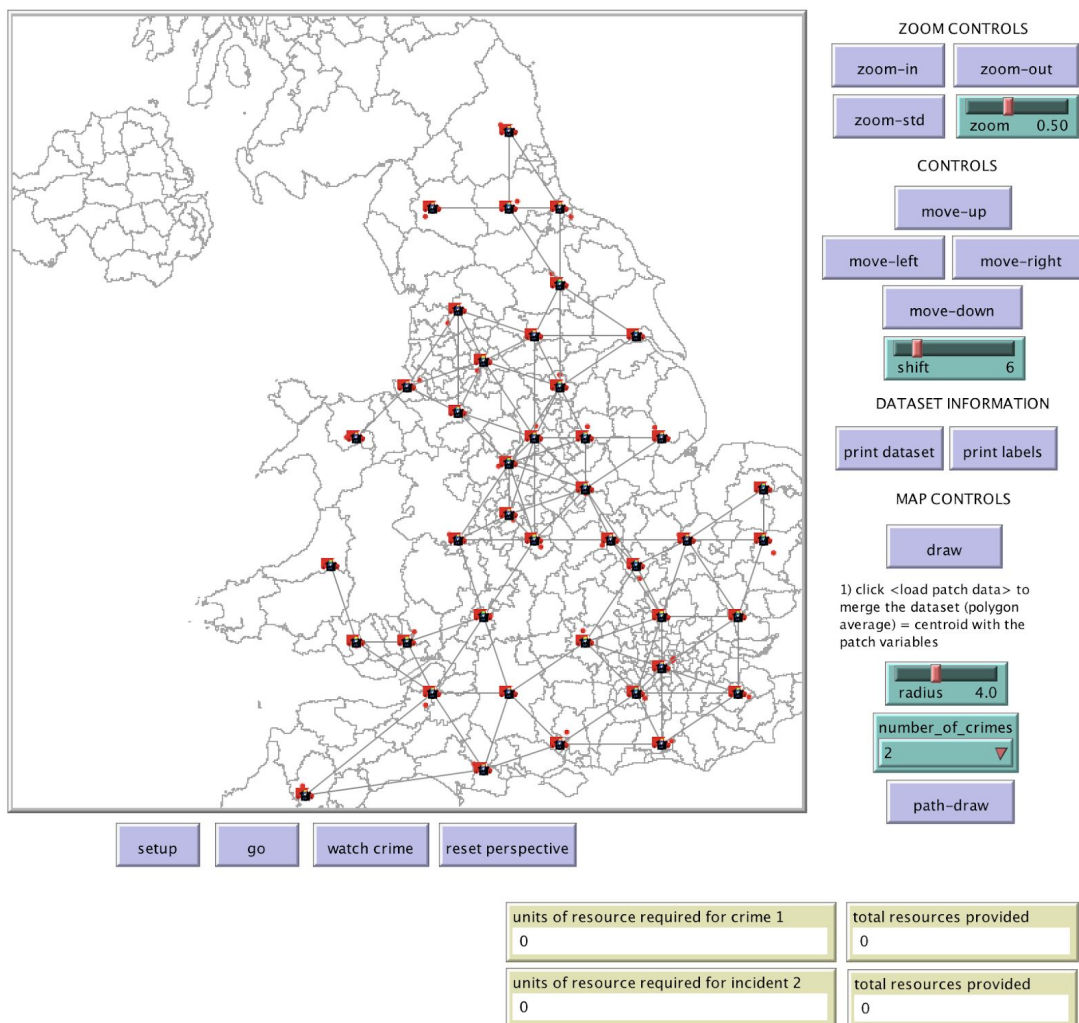 ZOOM CONTROLS
zoom-in
zoom-out
zoom-std
zoom 0.50
CONTROLS
move-up
move-left
move-right
move-down
shift 6
DATASET INFORMATION
print dataset
print labels
MAP CONTROLS
draw
1) click <load patch data> to
merge the dataset (polygon
average) = centroid with the
patch variables
radius 4.0
number_of_crimes
2
path-draw
setup
go
watch crime
reset perspective
units of resource required for crime 1
0
total resources provided
0
units of resource required for incident 2
0
total resources provided
0